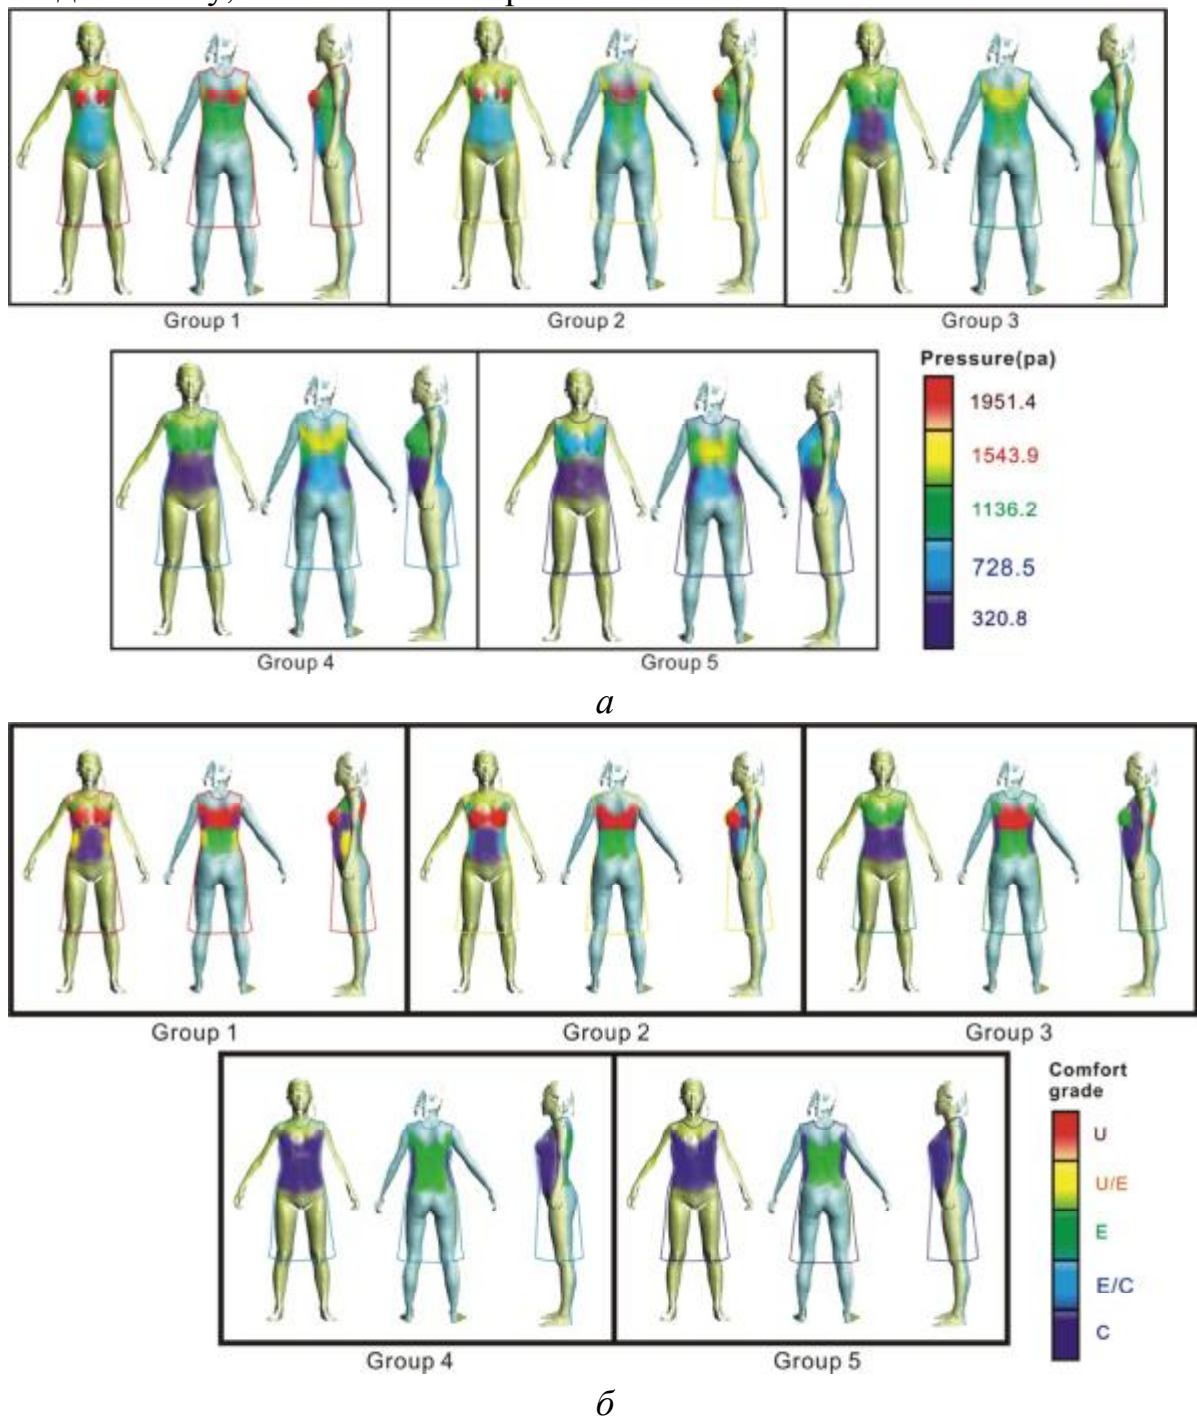 Group 1
Group 2
Group 3
Pressure(pa)
1951.4
1543.9
1136.2
728.5
320.8
Group 4
Group 5
а
Group 1
Group 2
Group 3
Comfort
grade
U
U/E
E
E/C
C
Group 4
Group 5
б